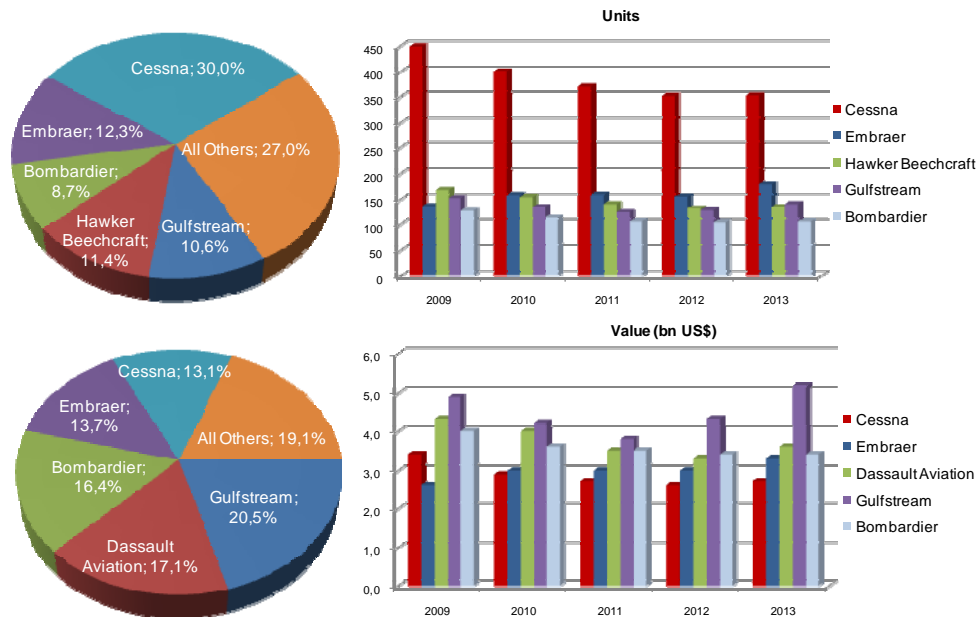 Cessna; 30,0%
Embraer; 12,3%
All Others; 27,0%
Bombardier;
8,7%
Hawker
Beechcraft;
11,4%
Gulfstream;
10,6%
Units
450
400
350
300
250
200
150
100
50
0
2009 2010 2011 2012 2013
Cessna
Embraer
Hawker Beechcraft
Gulfstream
Bombardier
Cessna; 13,1%
Embraer;
13,7%
All Others; 19,1%
Bombardier;
16,4%
Gulfstream;
20,5%
Dassault
Aviation; 17,1%
Value (bn US$)
6,0
5,0
4,0
3,0
2,0
1,0
0,0
2009 2010 2011 2012 2013
Cessna
Embraer
Dassault Aviation
Gulfstream
Bombardier